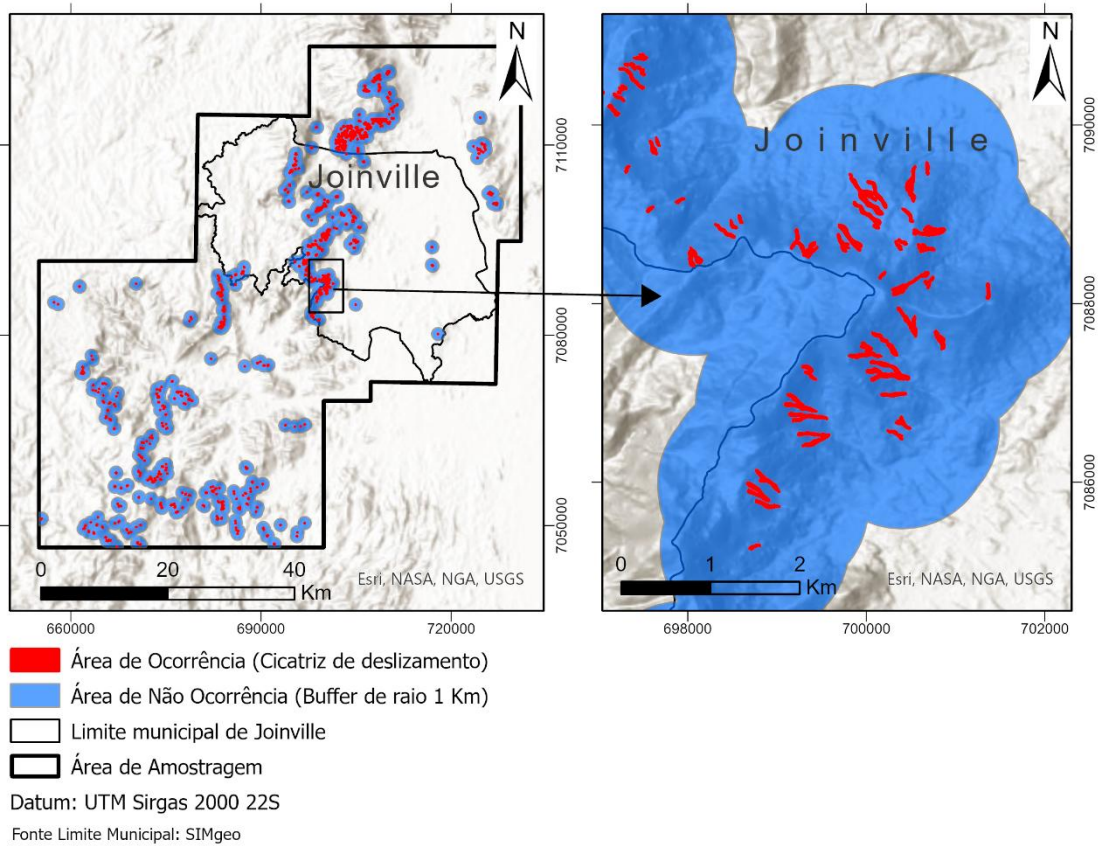 N
Joinville
7110000
7080000
7050000
0 20 40
Km
Esri, NASA, NGA, USGS
660000 690000 720000
N
Joinville
7090000
7088000
7086000
0 1 2
Km
Esri, NASA, NGA, USGS
698000 700000 702000
Área de Ocorrência (Cicatriz de deslizamento)
Área de Não Ocorrência (Buffer de raio 1 Km)
Limite municipal de Joinville
Área de Amostragem
Datum: UTM Sirgas 2000 22S
Fonte Limite Municipal: SIMgeo